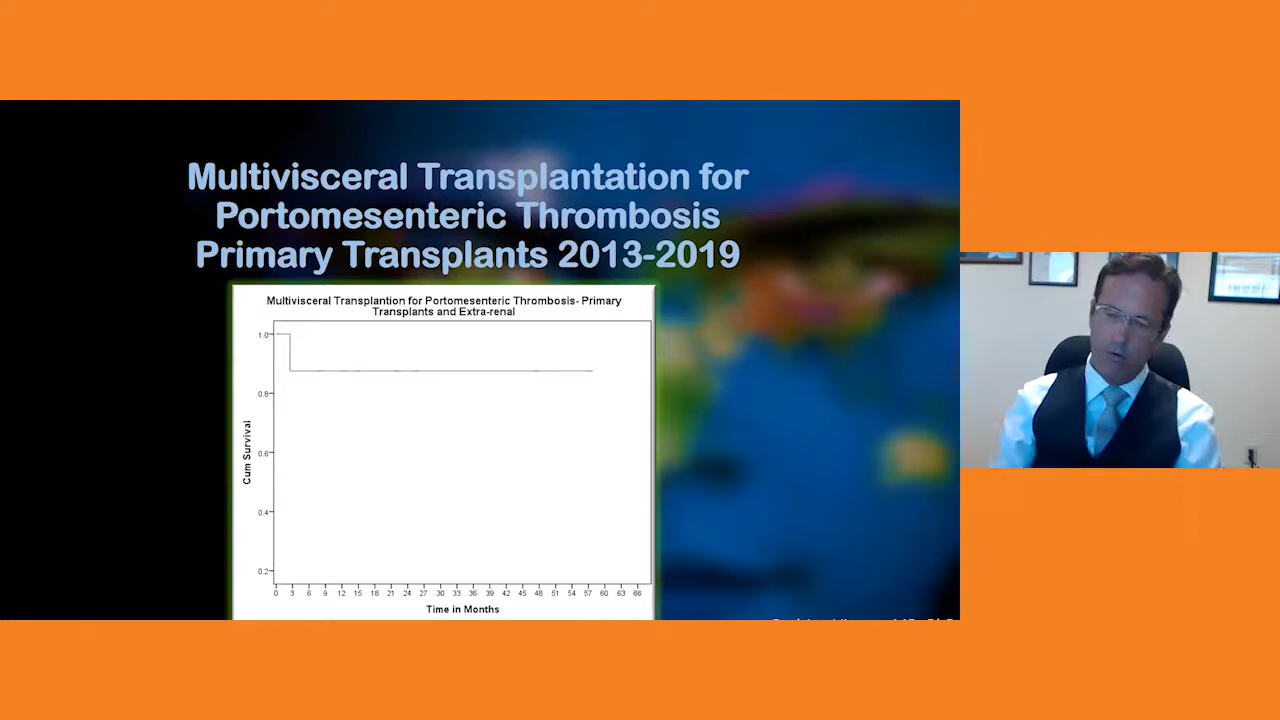 Multivisceral Transplantation for
Portomesenteric Thrombosis
Primary Transplants 2013-2019
Multivisceral Transplantion for Portomesenteric Thrombosis- Primary
Transplants and Extra-renal
1.0
0.8
0.6
0.4
0.2
Cum Survival
0 3 6 9 12 15 18 21 24 27 30 33 36 39 42 45 48 51 54 57 60 63 66
Time in Months